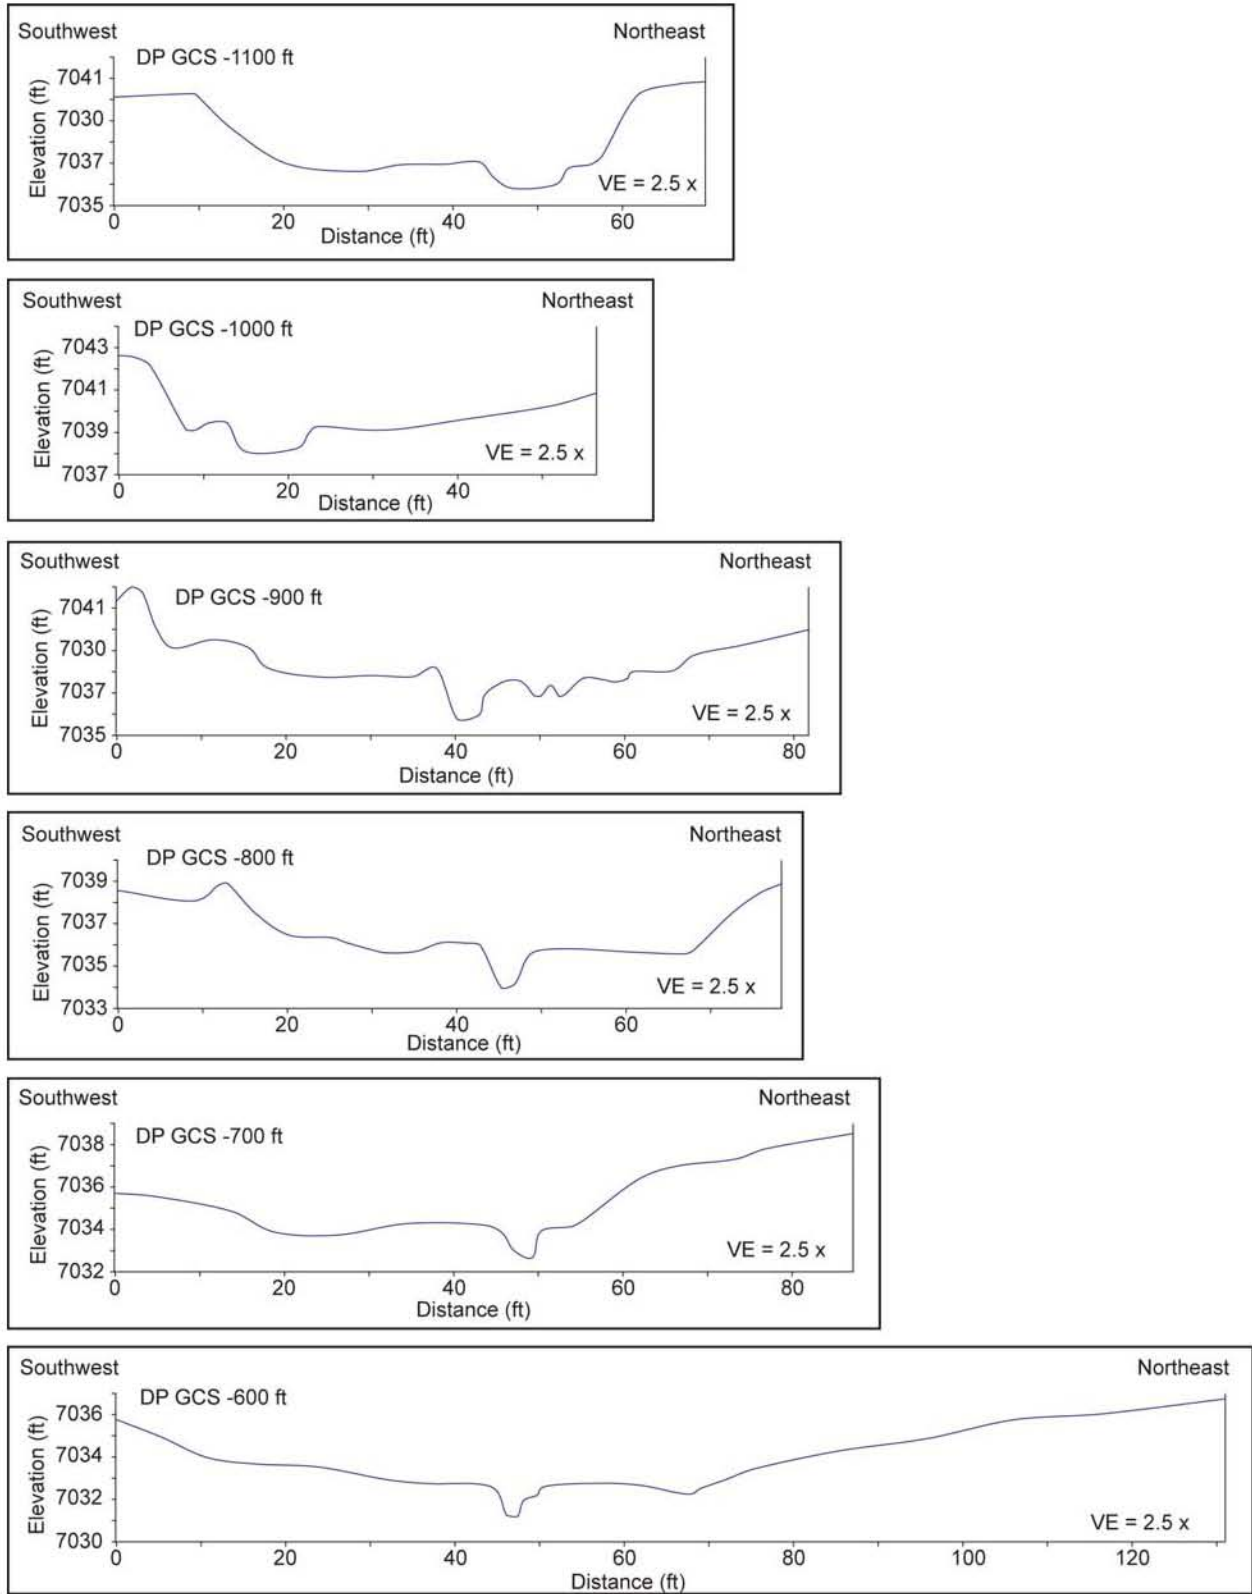 Southwest Northeast
DP GCS -1100 ft
7041
7030
7037
7035
Elevation (ft)
VE = 2.5 x
0 20 40 60
Distance (ft)
Southwest Northeast
DP GCS -1000 ft
7043
7041
7039
7037
Elevation (ft)
VE = 2.5 x
0 20 40
Distance (ft)
Southwest Northeast
DP GCS -900 ft
7041
7030
7037
7035
Elevation (ft)
VE = 2.5 x
0 20 40 60 80
Distance (ft)
Southwest Northeast
DP GCS -800 ft
7039
7037
7035
7033
Elevation (ft)
VE = 2.5 x
0 20 40 60
Distance (ft)
Southwest Northeast
DP GCS -700 ft
7038
7036
7034
7032
Elevation (ft)
VE = 2.5 x
0 20 40 60 80
Distance (ft)
Southwest Northeast
DP GCS -600 ft
7036
7034
7032
7030
Elevation (ft)
VE = 2.5 x
0 20 40 60 80 100 120
Distance (ft)